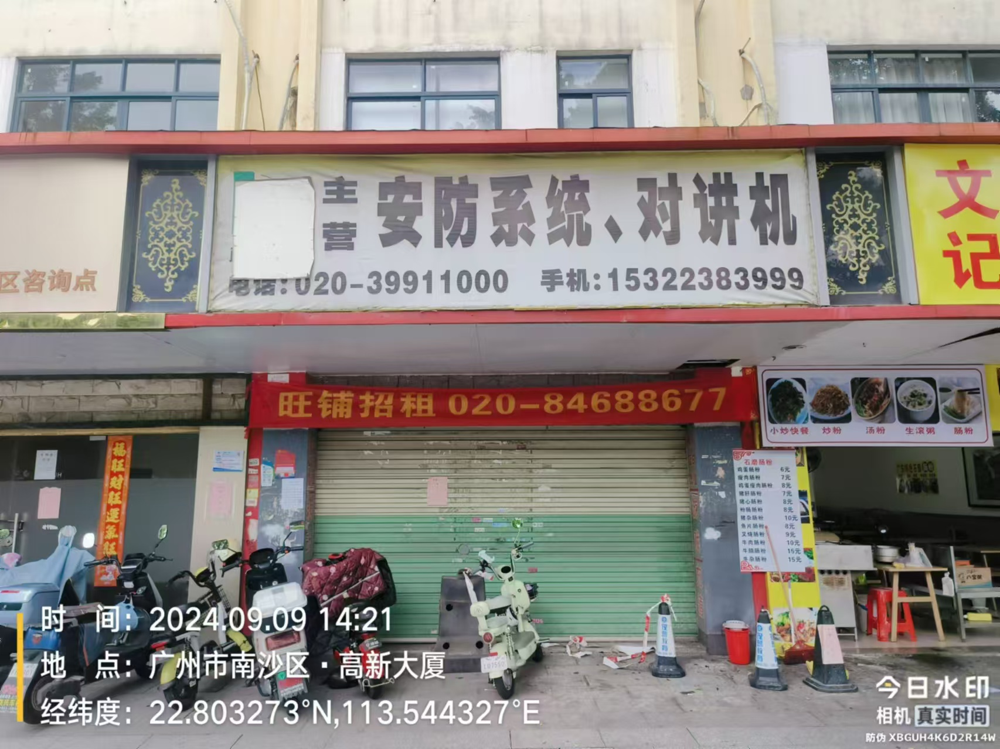 主营 安防系统、对讲机
电话:020-39911000 手机:15322383999
区咨询点
文记
旺铺招租 020-84688677
小炒快餐 炒粉 汤粉 生滚粥 肠粉
福旺财旺运气旺
石磨肠粉
鸡蛋肠粉 6元
瘦肉肠粉 7元
鸡蛋瘦肉肠粉 8元
猪肝肠粉 7元
猪心肠粉 8元
粉肠肠粉 8元
猪杂肠粉 10元
鱼片肠粉 8元
叉烧肠粉 9元
牛肉肠粉 10元
牛腩肠粉 15元
牛杂肠粉 15元
八宝粥
时 间: 2024.09.09 14:21
地 点: 广州市南沙区·高新大厦
经纬度: 22.803273°N,113.544327°E
今日水印
相机 真实时间
防伪 XBGUH4K6D2R14W